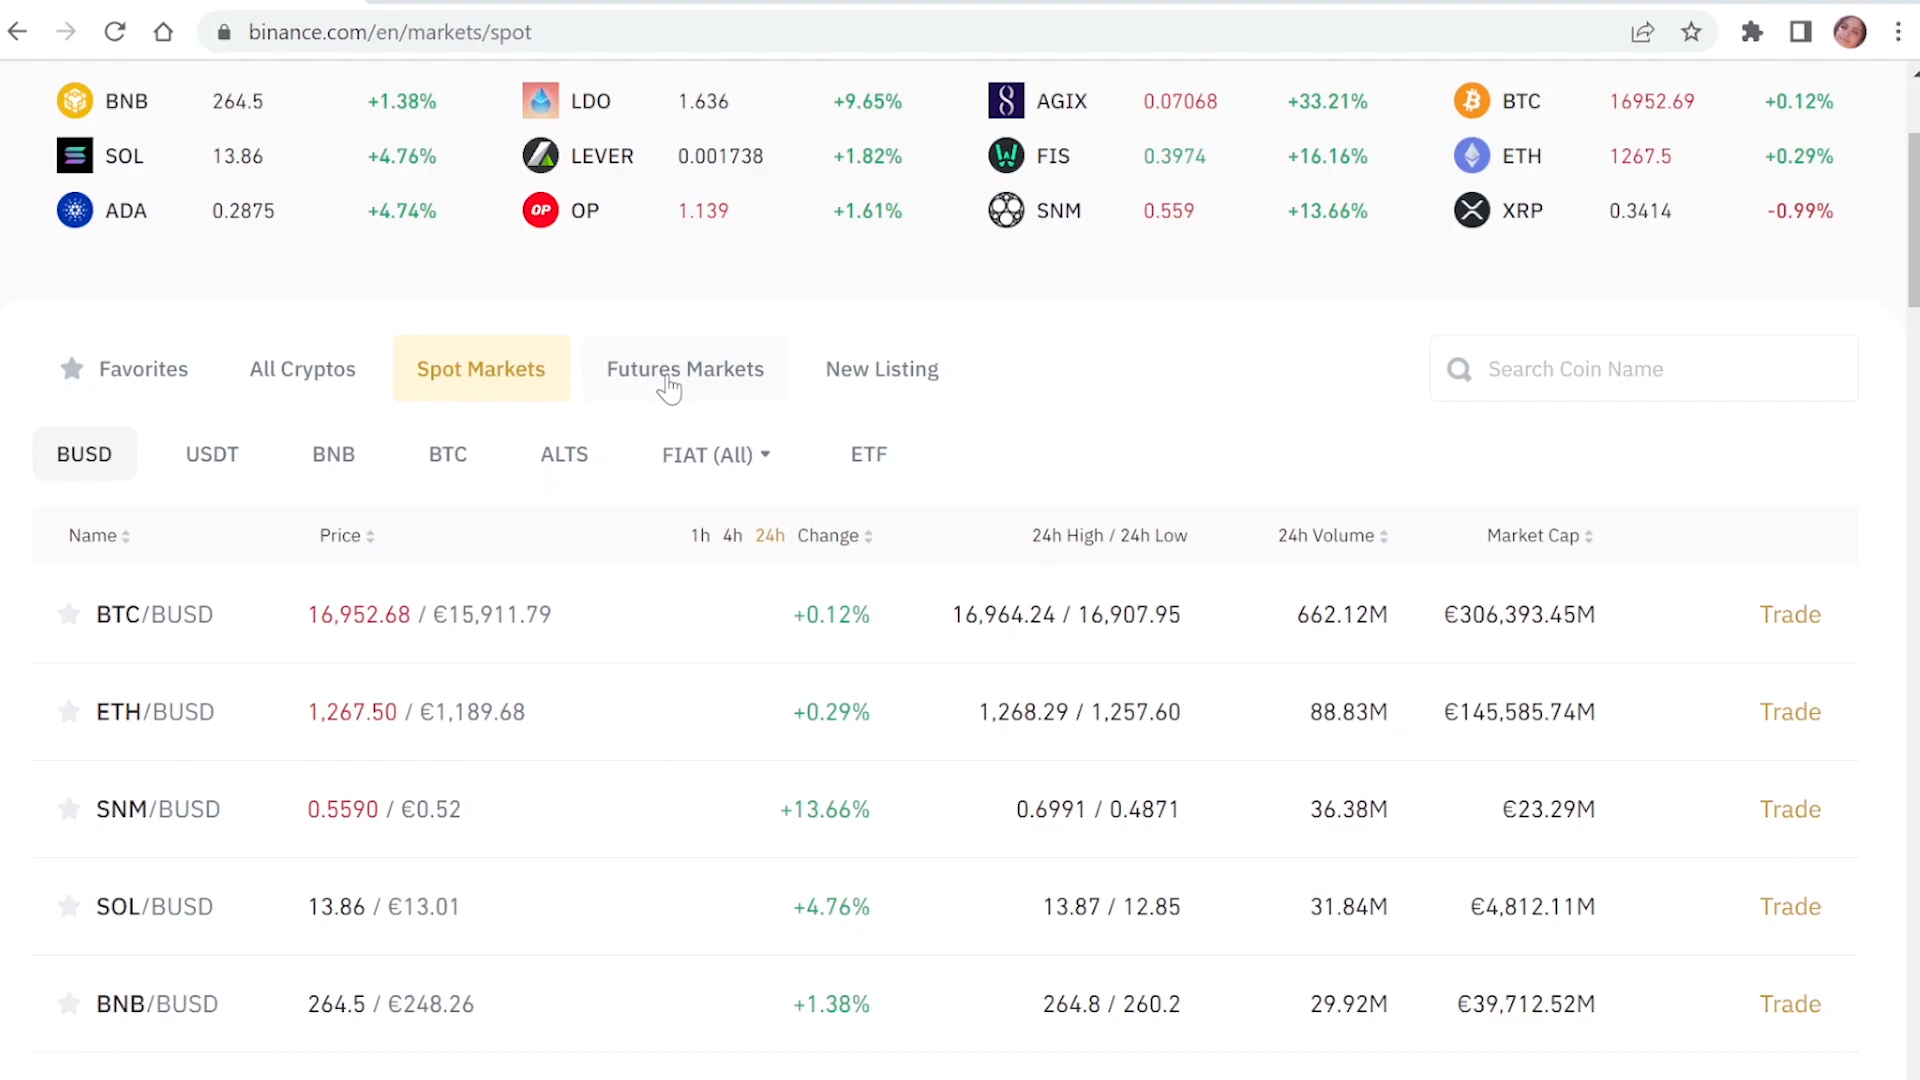 binance.com/en/markets/spot
BNB 264.5 +1.38% LDO 1.636 +9.65% AGIX 0.07068 +33.21% BTC 16952.69 +0.12%
SOL 13.86 +4.76% LEVER 0.001738 +1.82% FIS 0.3974 +16.16% ETH 1267.5 +0.29%
ADA 0.2875 +4.74% OP OP 1.139 +1.61% SNM 0.559 +13.66% XRP 0.3414 -0.99%
Favorites All Cryptos Spot Markets Futures Markets New Listing Search Coin Name
BUSD USDT BNB BTC ALTS FIAT (All) ETF
Name Price 1h 4h 24h Change 24h High / 24h Low 24h Volume Market Cap
BTC/BUSD 16,952.68 / €15,911.79 +0.12% 16,964.24 / 16,907.95 662.12M €306,393.45M Trade
ETH/BUSD 1,267.50 / €1,189.68 +0.29% 1,268.29 / 1,257.60 88.83M €145,585.74M Trade
SNM/BUSD 0.5590 / €0.52 +13.66% 0.6991 / 0.4871 36.38M €23.29M Trade
SOL/BUSD 13.86 / €13.01 +4.76% 13.87 / 12.85 31.84M €4,812.11M Trade
BNB/BUSD 264.5 / €248.26 +1.38% 264.8 / 260.2 29.92M €39,712.52M Trade